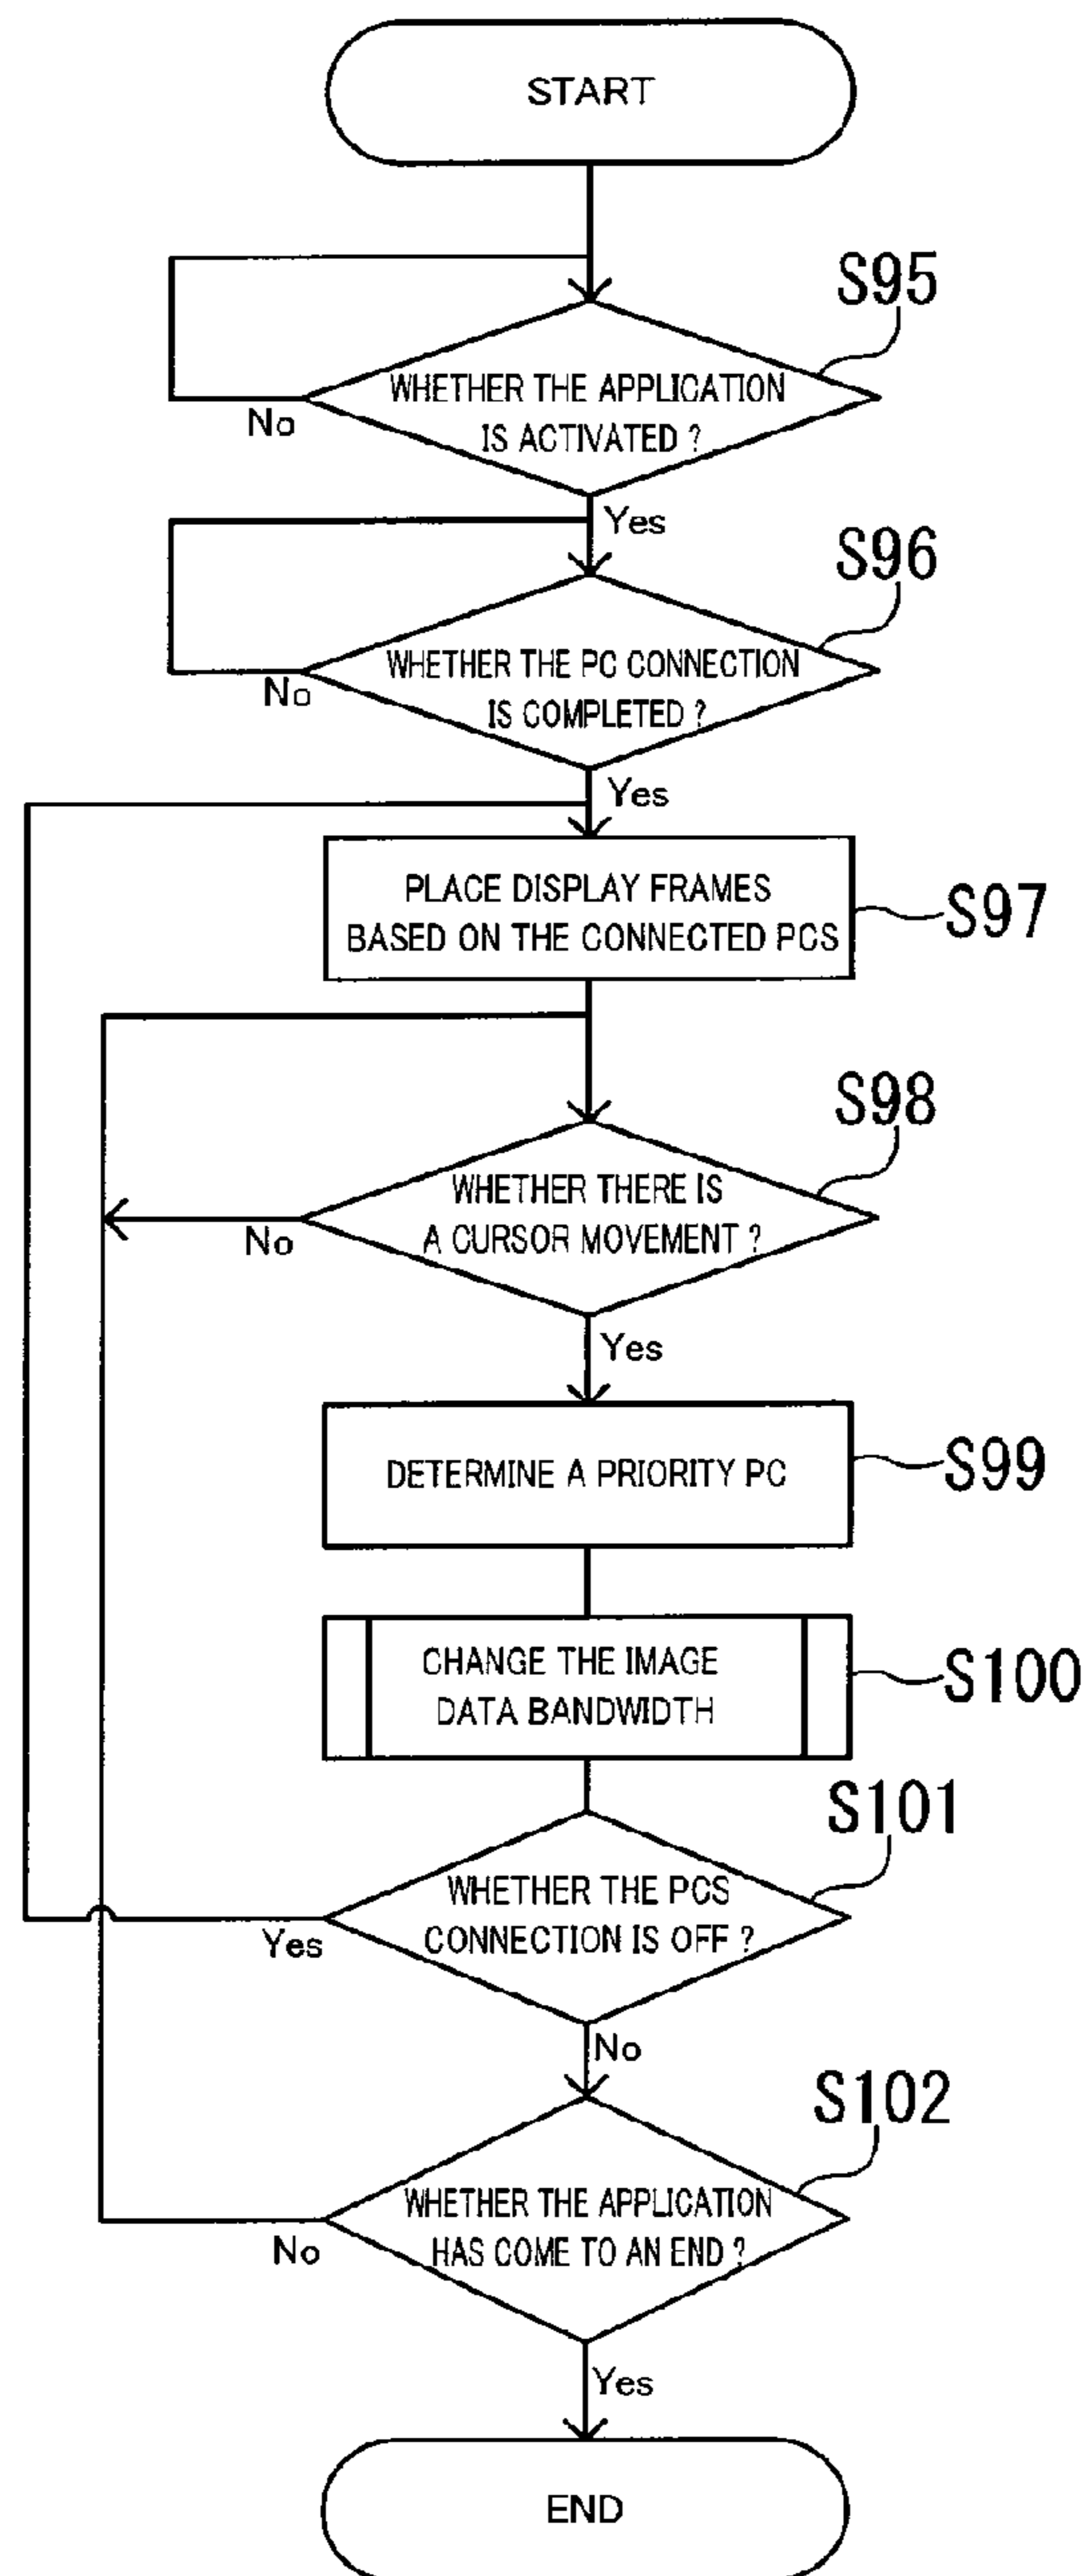 START
S95
WHETHER THE APPLICATION
IS ACTIVATED ?
No
Yes
S96
WHETHER THE PC CONNECTION
IS COMPLETED ?
No
Yes
PLACE DISPLAY FRAMES
BASED ON THE CONNECTED PCS
S97
S98
WHETHER THERE IS
A CURSOR MOVEMENT ?
No
Yes
DETERMINE A PRIORITY PC
S99
CHANGE THE IMAGE
DATA BANDWIDTH
S100
S101
WHETHER THE PCS
CONNECTION IS OFF ?
Yes
No
S102
WHETHER THE APPLICATION
HAS COME TO AN END ?
No
Yes
END